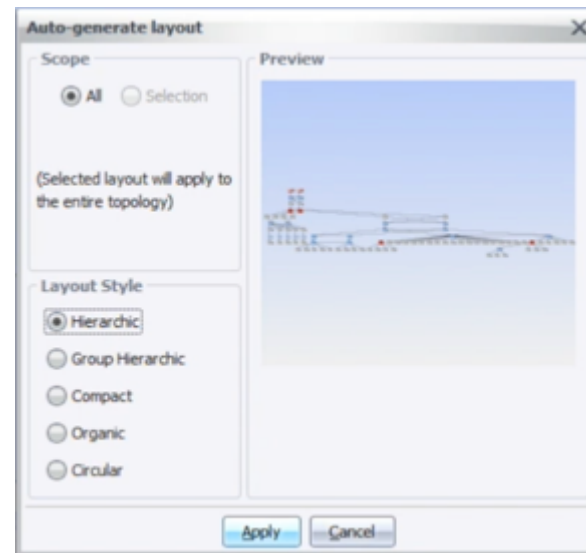 Auto-generate layout
Scope
All Selection
(Selected layout will apply to
the entire topology)
Preview
Layout Style
Hierarchic
Group Hierarchic
Compact
Organic
Circular
Apply Cancel